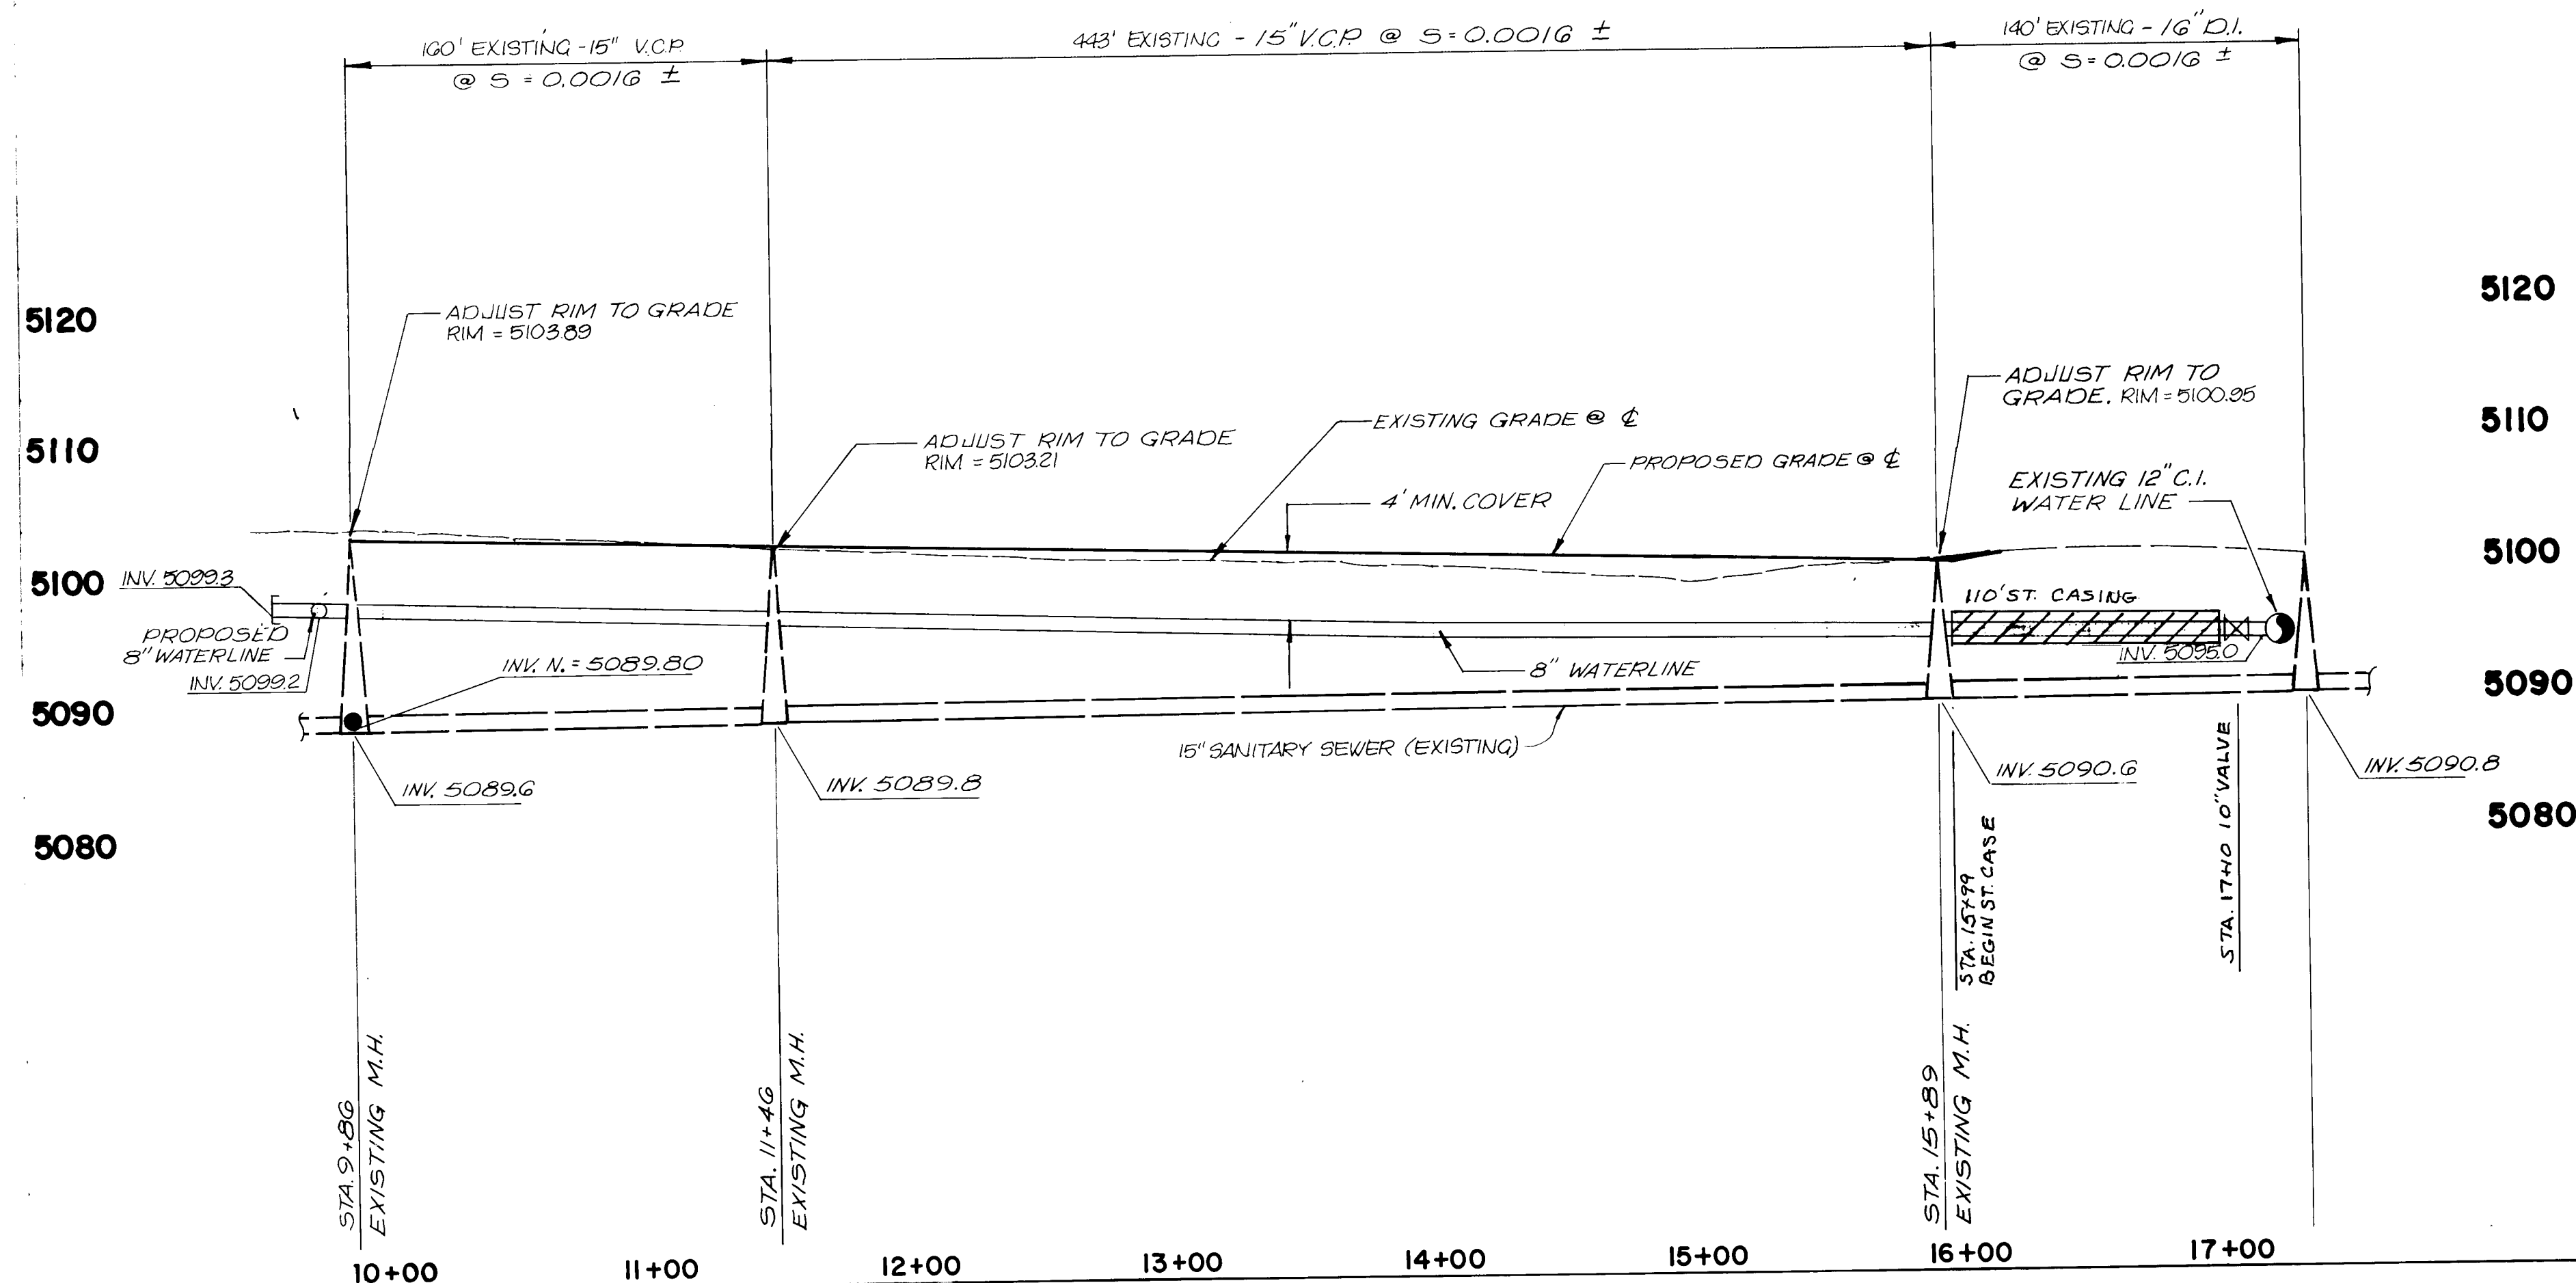 160' EXISTING - 15" V.C.P.
@ S = 0.0016 ±
443' EXISTING - 15" V.C.P. @ S = 0.0016 ±
140' EXISTING - 16" D.I.
@ S = 0.0016 ±
5120
5110
5100
5090
5080
5120
5110
5100
5090
5080
ADJUST RIM TO GRADE
RIM = 5103.89
ADJUST RIM TO GRADE
RIM = 5103.21
EXISTING GRADE @ ℄
PROPOSED GRADE @ ℄
4' MIN. COVER
ADJUST RIM TO
GRADE. RIM = 5100.95
EXISTING 12" C.I.
WATER LINE
INV. 5099.3
PROPOSED
8" WATERLINE
INV. 5099.2
INV. N. = 5089.80
110' ST. CASING
INV. 5095.0
8" WATERLINE
15" SANITARY SEWER (EXISTING)
INV. 5089.6
INV. 5089.8
INV. 5090.6
INV. 5090.8
STA. 9+86
EXISTING M.H.
STA. 11+46
EXISTING M.H.
STA. 15+89
EXISTING M.H.
STA. 15+99
BEGIN ST. CASE
STA. 17+10 10" VALVE
10+00
11+00
12+00
13+00
14+00
15+00
16+00
17+00